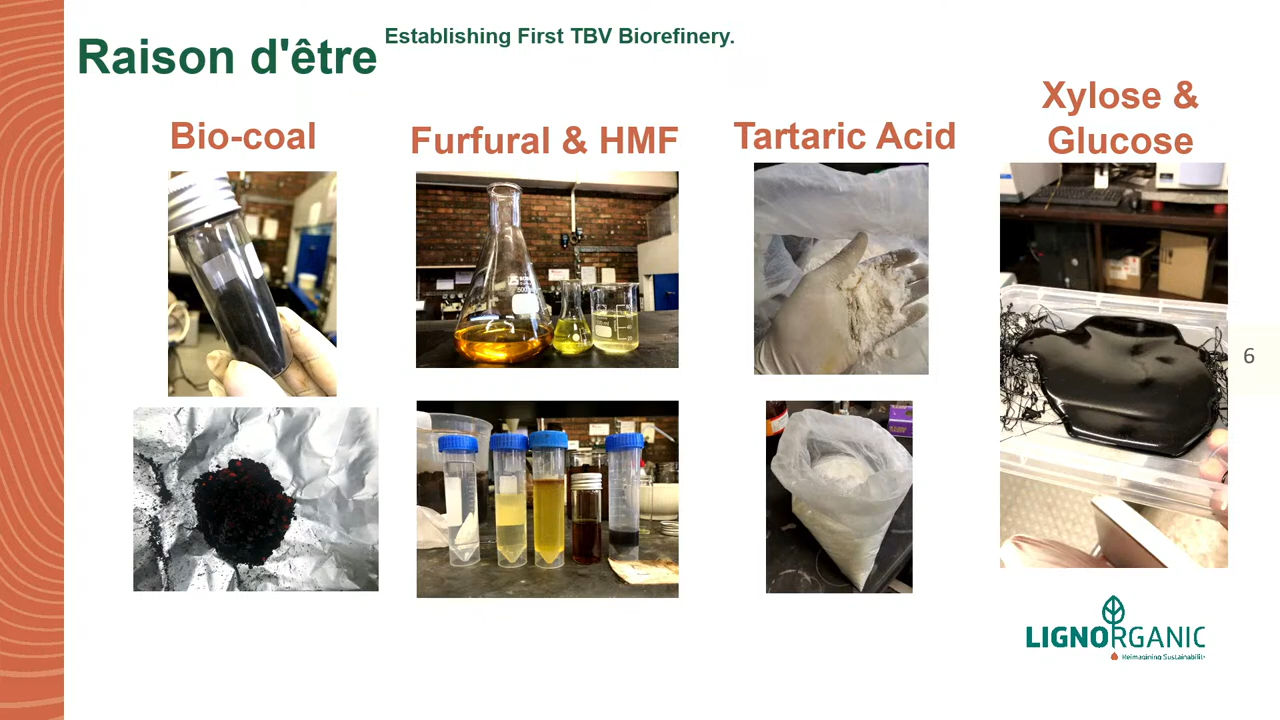 Raison d'être
Establishing First TBV Biorefinery.
Bio-coal
Furfural & HMF
Tartaric Acid
Xylose &
Glucose
6
LIGNORGANIC
Reimagining Sustainability